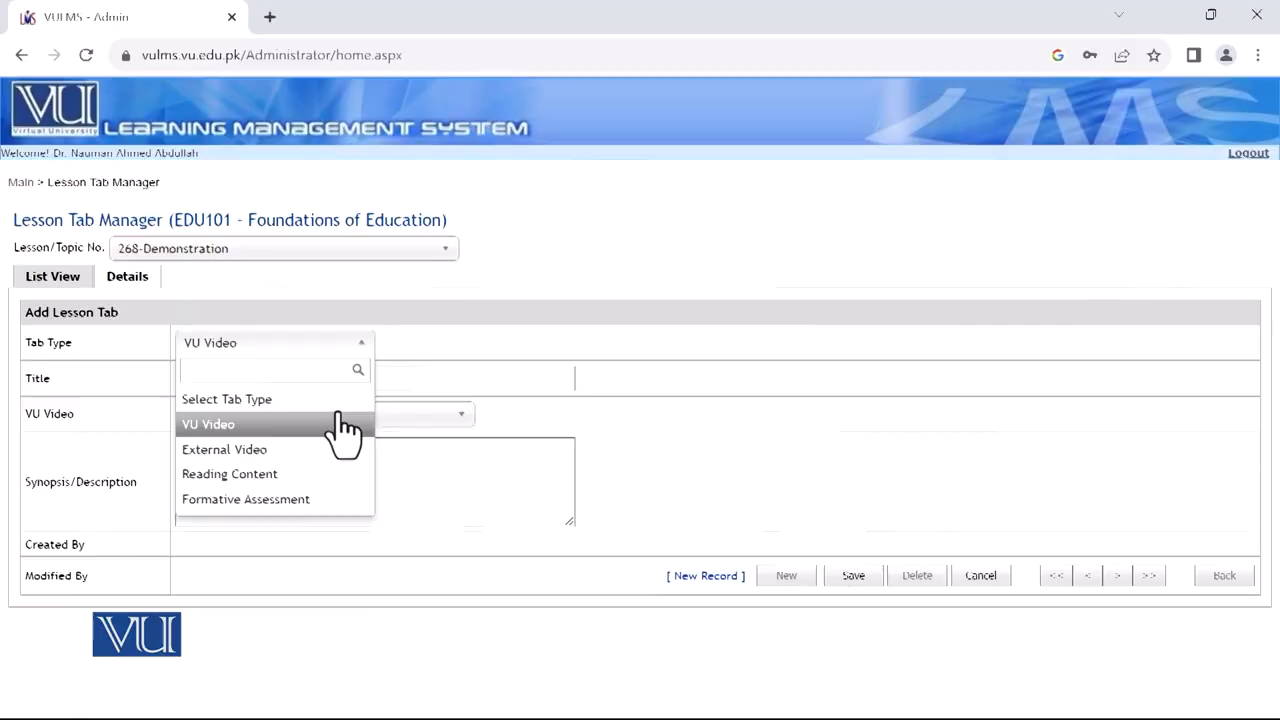 VULMS - Admin
vulms.vu.edu.pk/Administrator/home.aspx
VU
Virtual University
LEARNING MANAGEMENT SYSTEM
LMS
Welcome! Dr. Nauman Ahmed Abdullah
Logout
Main > Lesson Tab Manager
Lesson Tab Manager (EDU101 - Foundations of Education)
Lesson/Topic No. 268-Demonstration
List View Details
Add Lesson Tab
Tab Type VU Video
Title
Select Tab Type
VU Video VU Video
External Video
Reading Content
Synopsis/Description
Formative Assessment
Created By
Modified By [ New Record ] New Save Delete Cancel << < > >> Back
VU